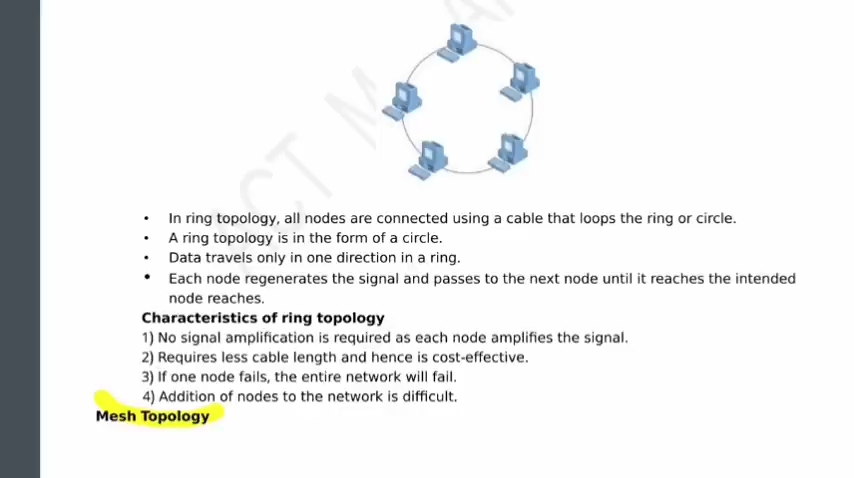 ACT M
• In ring topology, all nodes are connected using a cable that loops the ring or circle.
• A ring topology is in the form of a circle.
• Data travels only in one direction in a ring.
• Each node regenerates the signal and passes to the next node until it reaches the intended
node reaches.
Characteristics of ring topology
1) No signal amplification is required as each node amplifies the signal.
2) Requires less cable length and hence is cost-effective.
3) If one node fails, the entire network will fail.
4) Addition of nodes to the network is difficult.
Mesh Topology